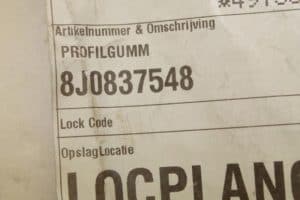 Artikelnummer & Omschrijving
PROFILGUMM
8J0837548
Lock Code
OpslagLocatie